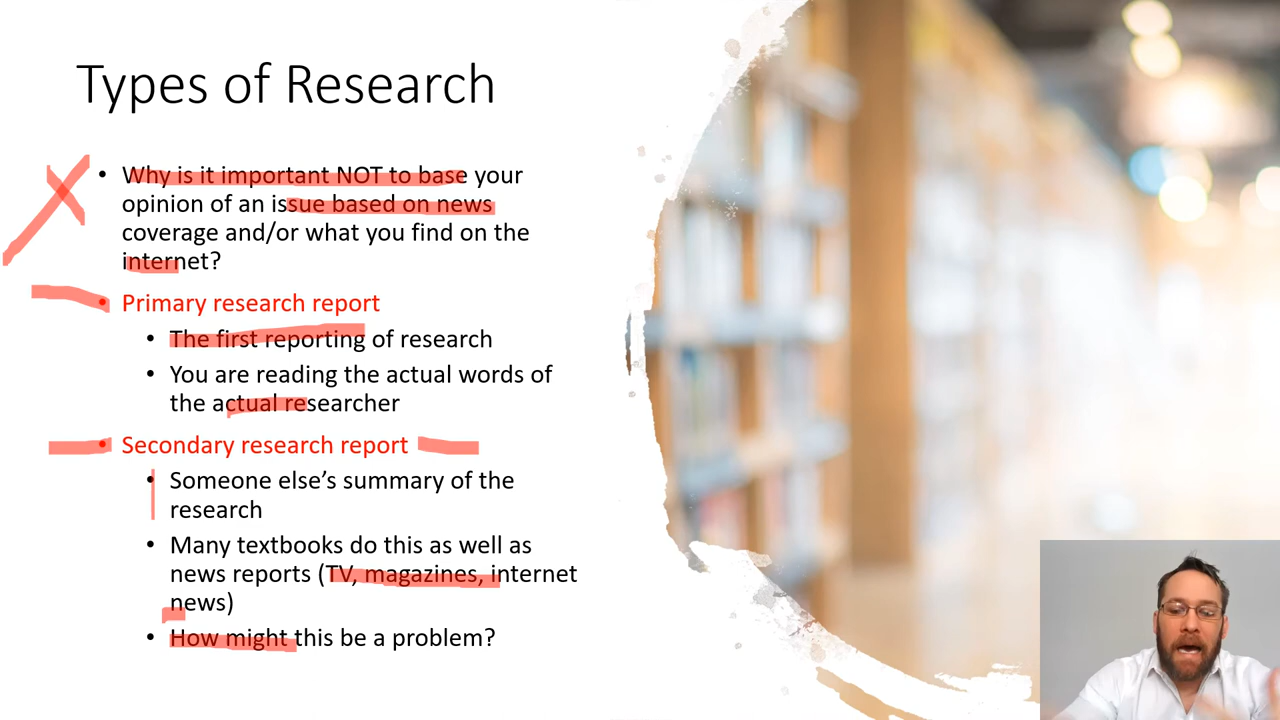 Types of Research
• Why is it important NOT to base your
opinion of an issue based on news
coverage and/or what you find on the
internet?
• Primary research report
• The first reporting of research
• You are reading the actual words of
the actual researcher
• Secondary research report
• Someone else’s summary of the
research
• Many textbooks do this as well as
news reports (TV, magazines, internet
news)
• How might this be a problem?